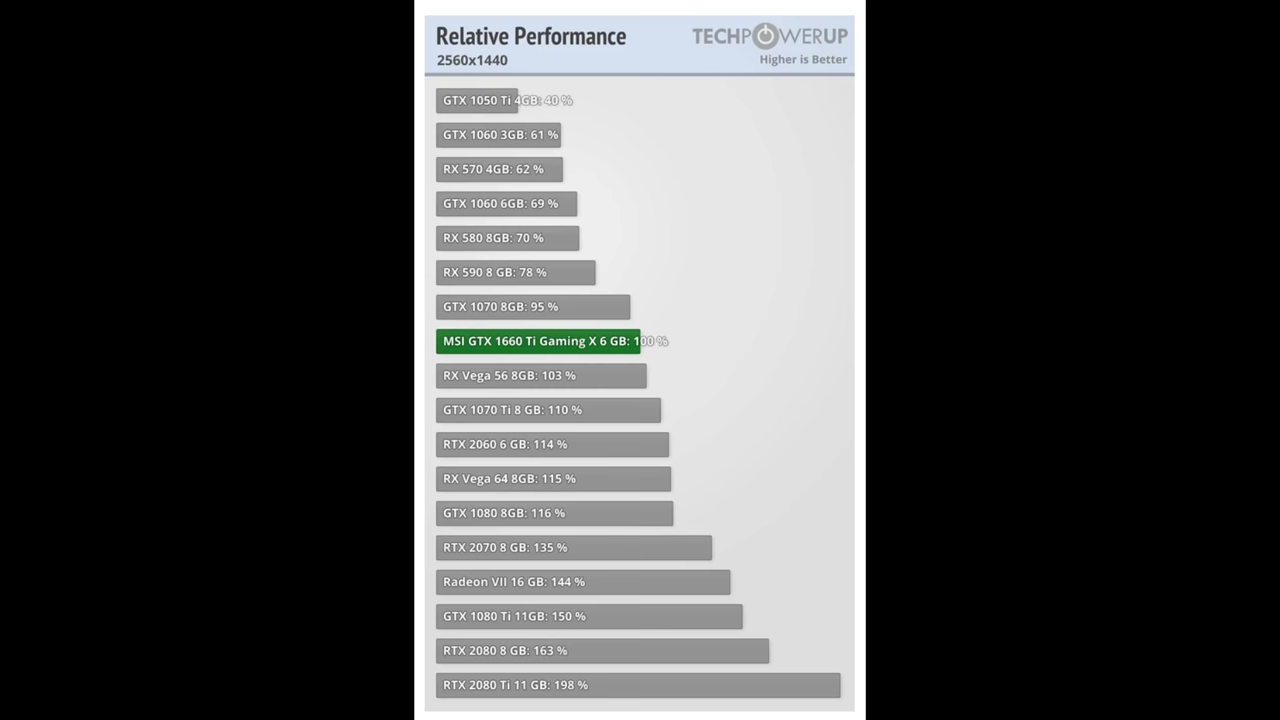 Relative Performance
TECHPOWERUP
2560x1440
Higher is Better
GTX 1050 Ti 4GB: 40 %
GTX 1060 3GB: 61 %
RX 570 4GB: 62 %
GTX 1060 6GB: 69 %
RX 580 8GB: 70 %
RX 590 8 GB: 78 %
GTX 1070 8GB: 95 %
MSI GTX 1660 Ti Gaming X 6 GB: 100 %
RX Vega 56 8GB: 103 %
GTX 1070 Ti 8 GB: 110 %
RTX 2060 6 GB: 114 %
RX Vega 64 8GB: 115 %
GTX 1080 8GB: 116 %
RTX 2070 8 GB: 135 %
Radeon VII 16 GB: 144 %
GTX 1080 Ti 11GB: 150 %
RTX 2080 8 GB: 163 %
RTX 2080 Ti 11 GB: 198 %